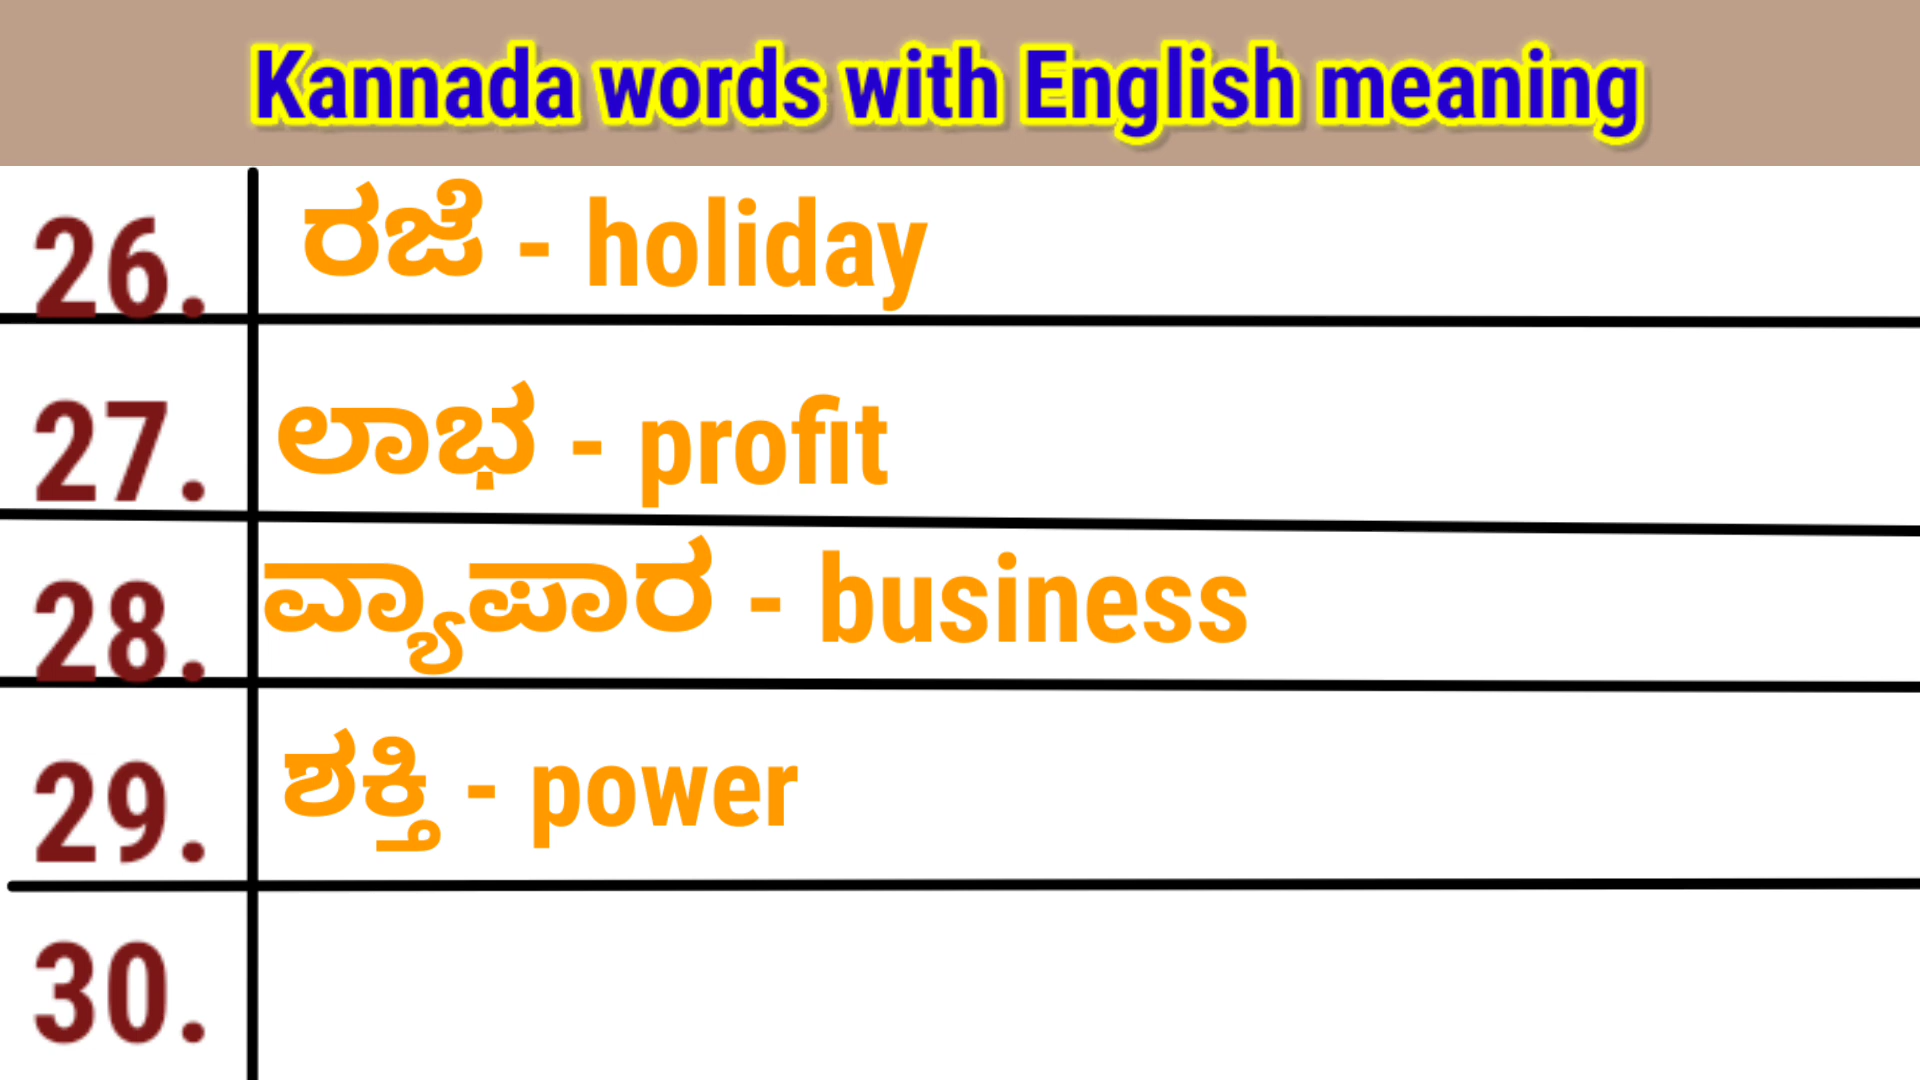 Kannada words with English meaning
26. ರಜೆ - holiday
27. ಲಾಭ - profit
28. ವ್ಯಾಪಾರ - business
29. ಶಕ್ತಿ - power
30.